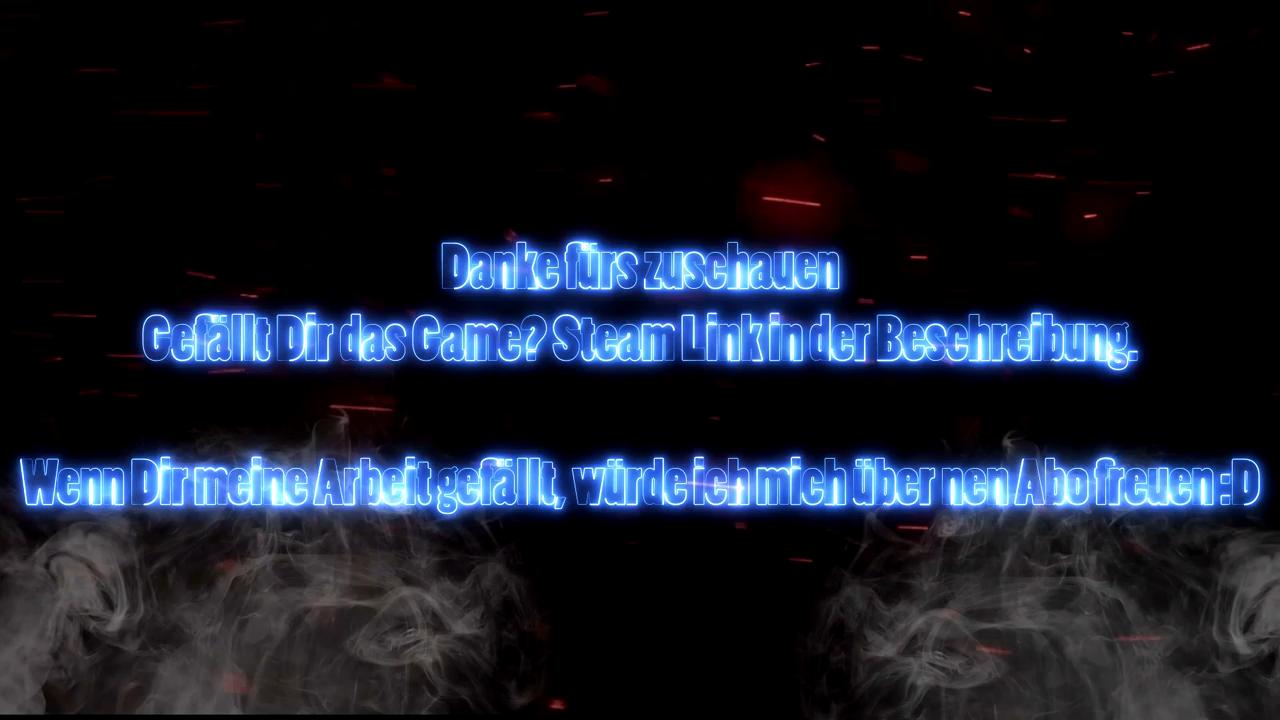 Danke fürs zuschauen
Gefällt Dir das Game? Steam Link in der Beschreibung.
Wenn Dir meine Arbeit gefällt, würde ich mich über nen Abo freuen :D